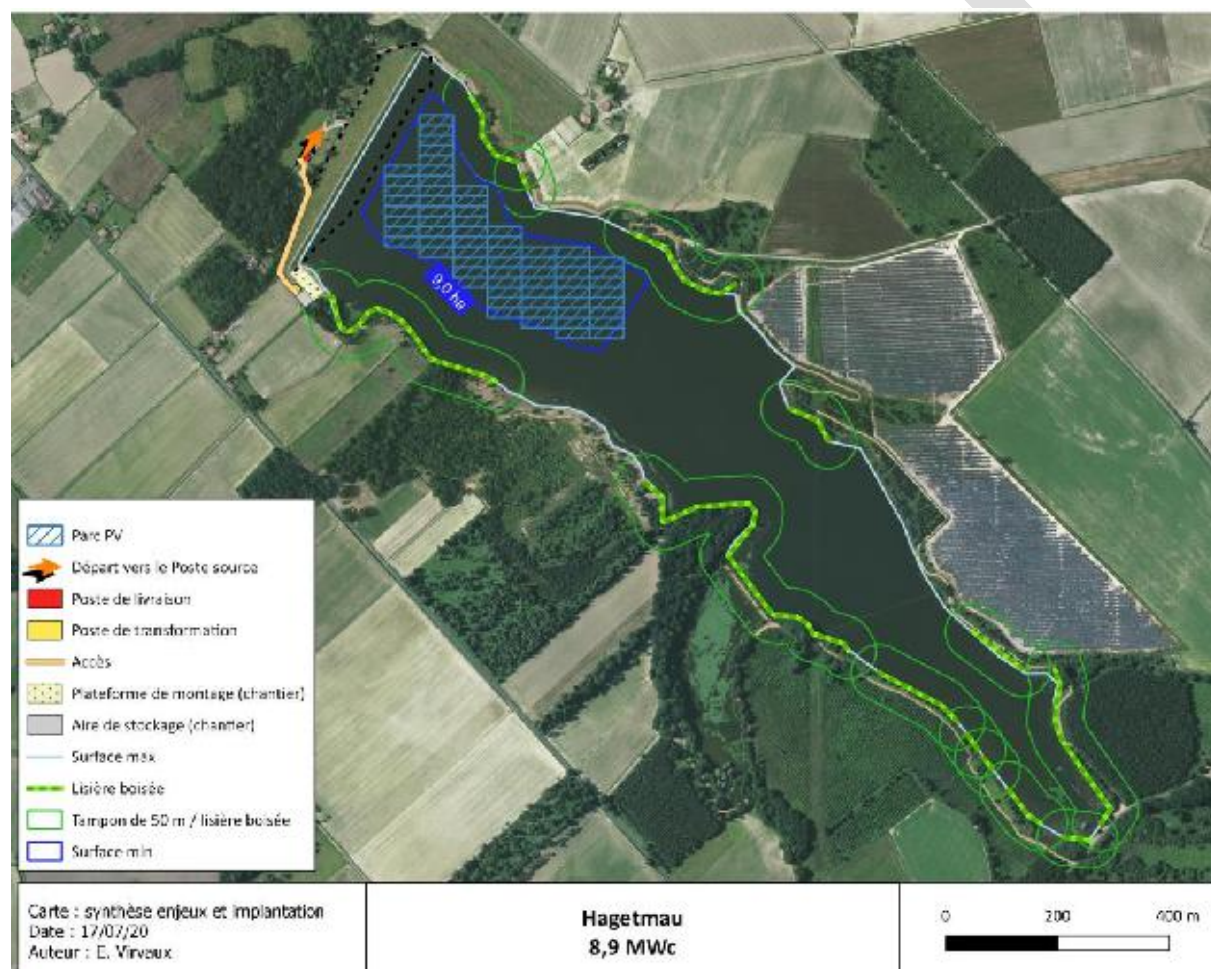 9,0 ha
Parc PV
Départ vers le Poste source
Poste de livraison
Poste de transformation
Accès
Plateforme de montage (chantier)
Aire de stockage (chantier)
Surface max
Lisière boisée
Tampon de 50 m / lisière boisée
Surface min
Carte : synthèse enjeux et implantation
Date : 17/07/20
Auteur : E. Virvaux
Hagetmau
8,9 MWc
0 200 400 m